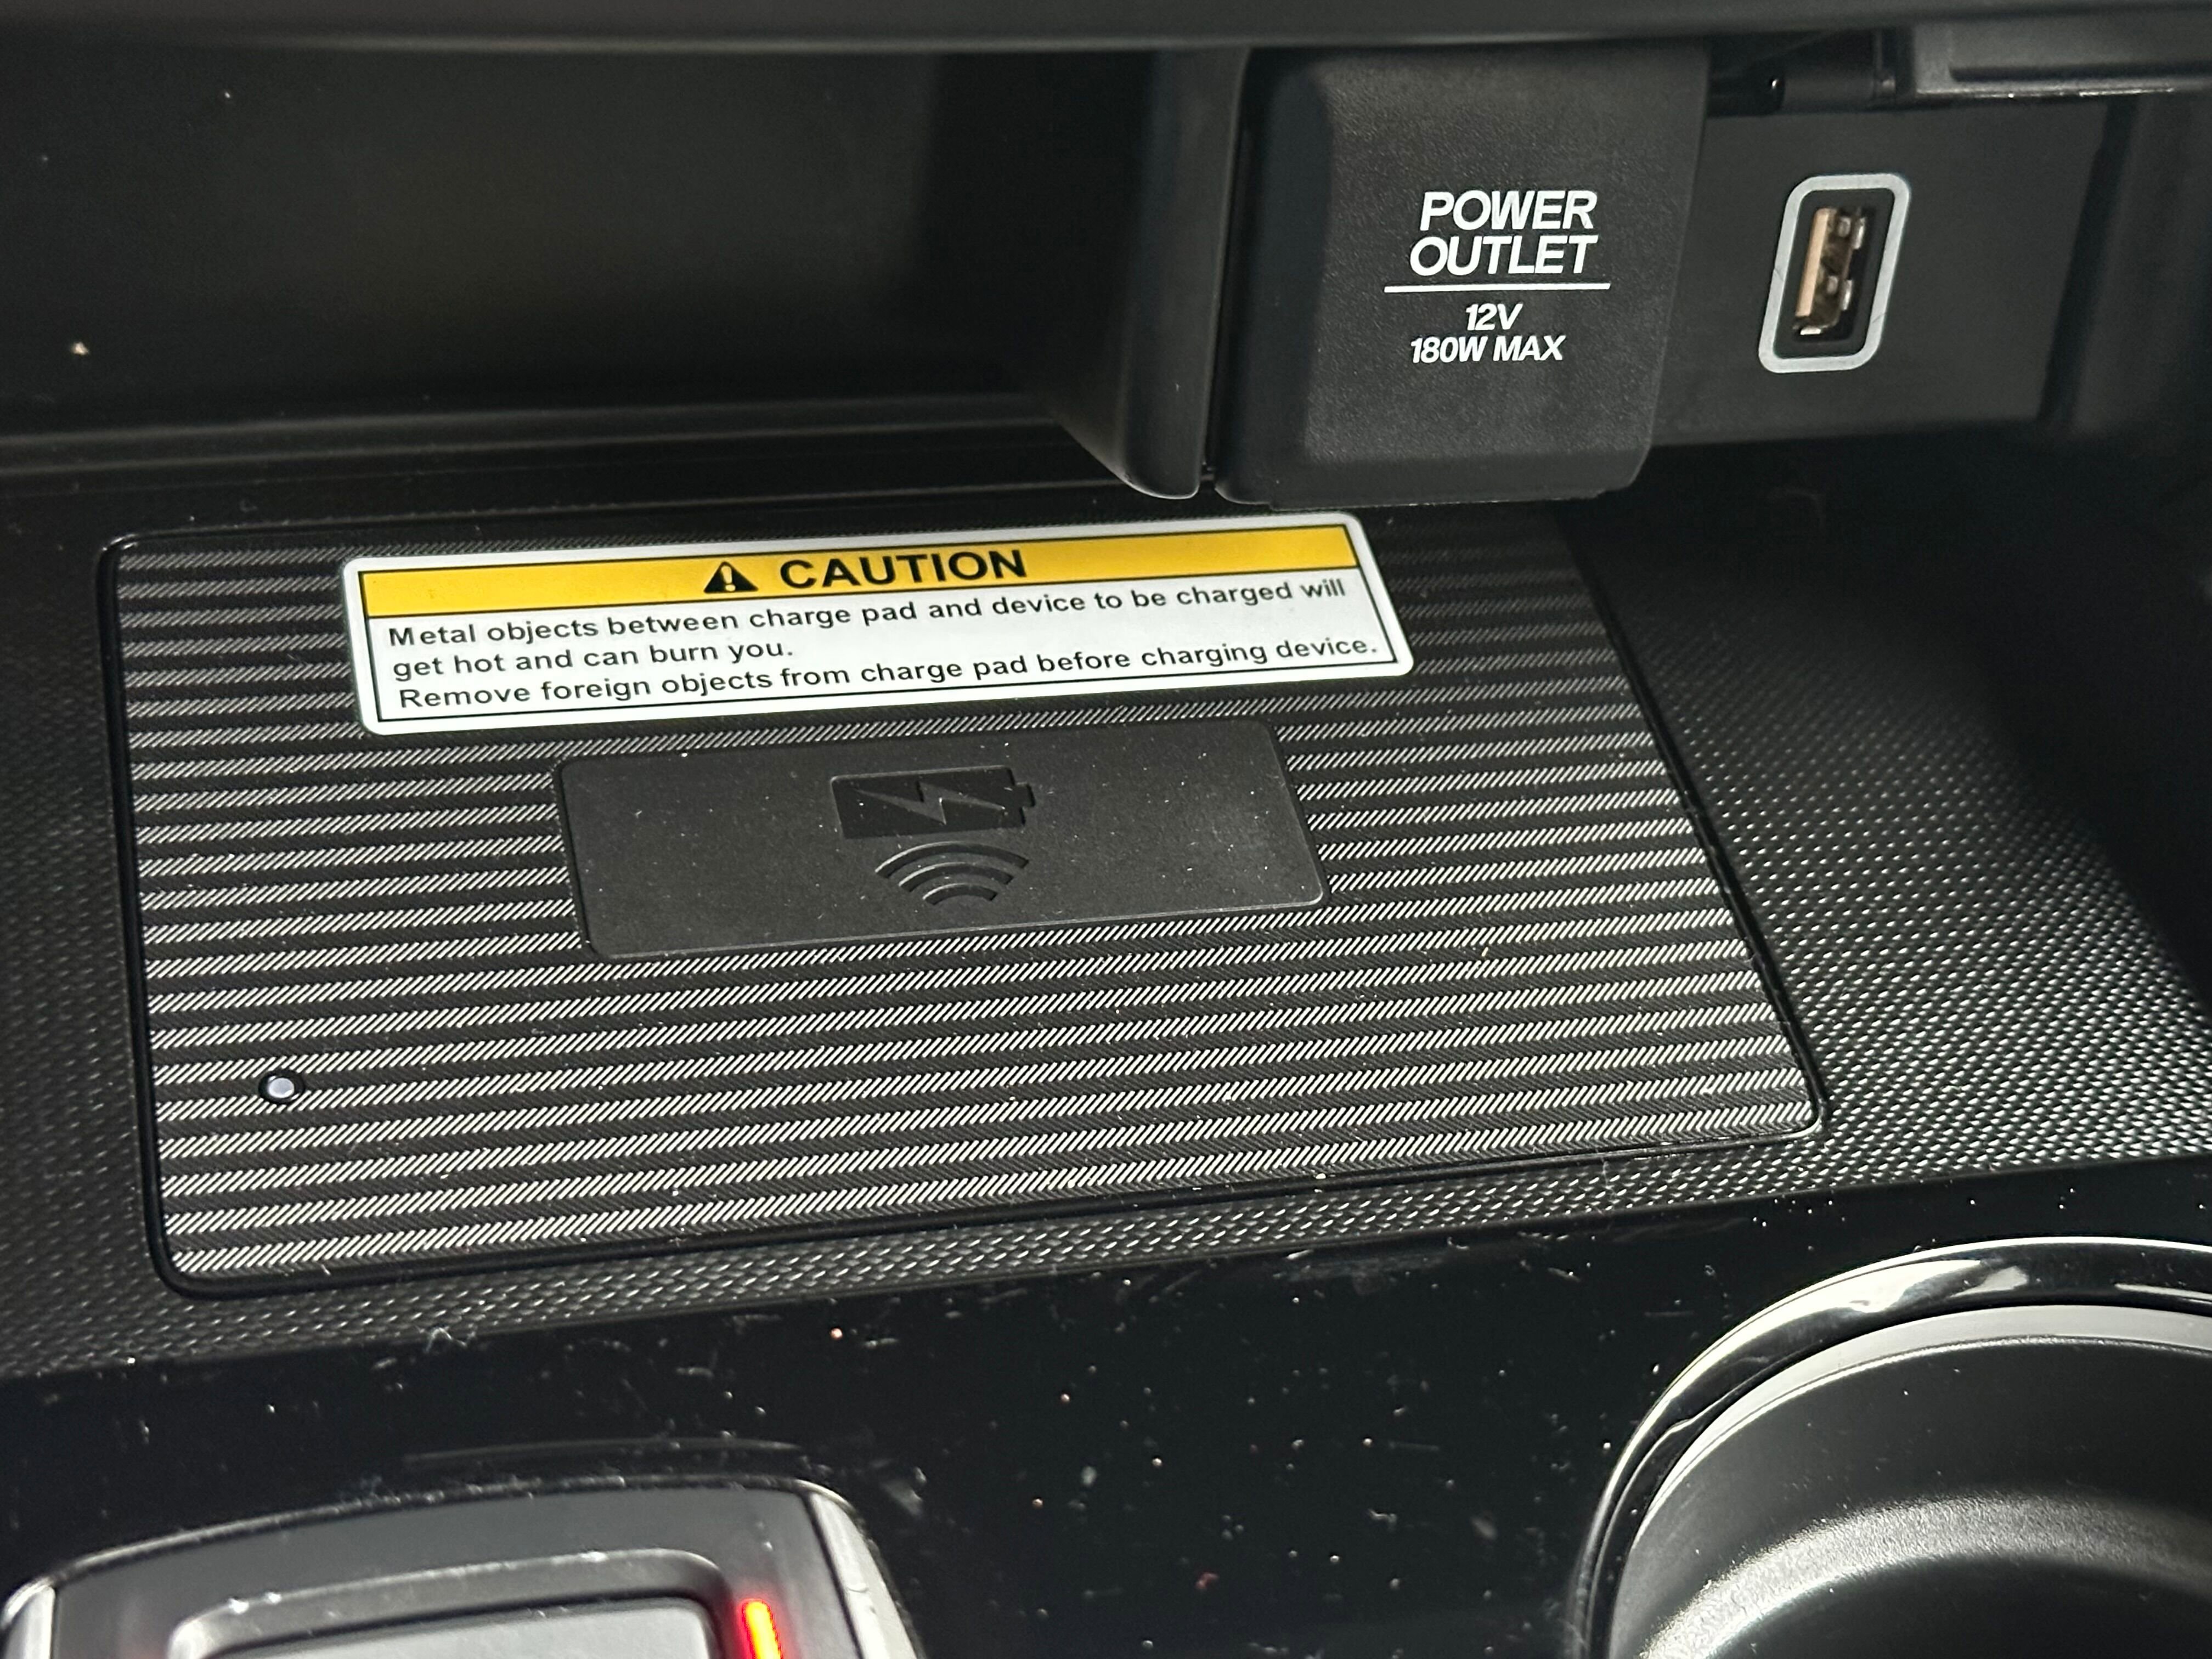 POWER
OUTLET
12V
180W MAX
CAUTION
Metal objects between charge pad and device to be charged will
get hot and can burn you.
Remove foreign objects from charge pad before charging device.